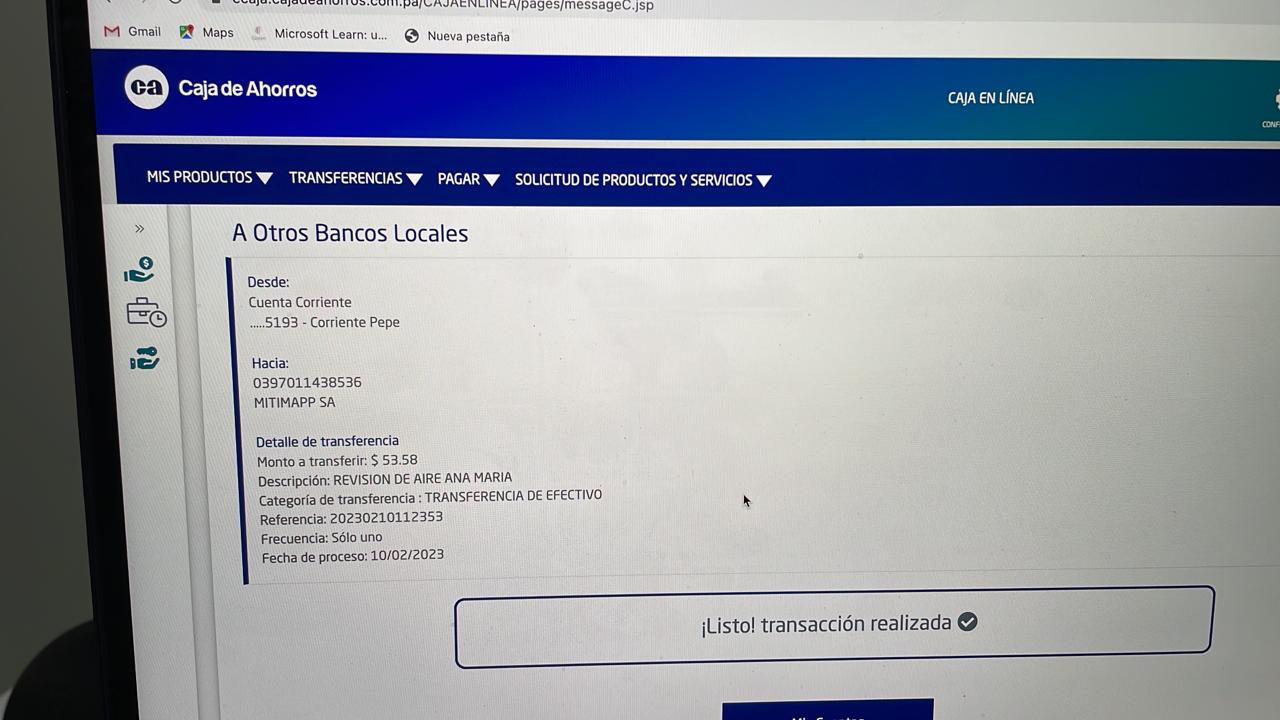 ccaja.cajadeahorros.com.pa/CAJAENLINEA/pages/messageC.jsp
Gmail Maps Microsoft Learn: u... Nueva pestaña
ca Caja de Ahorros
CAJA EN LÍNEA
CONF
MIS PRODUCTOS TRANSFERENCIAS PAGAR SOLICITUD DE PRODUCTOS Y SERVICIOS
»
A Otros Bancos Locales
Desde:
Cuenta Corriente
.....5193 - Corriente Pepe
Hacia:
0397011438536
MITIMAPP SA
Detalle de transferencia
Monto a transferir: $ 53.58
Descripción: REVISION DE AIRE ANA MARIA
Categoría de transferencia : TRANSFERENCIA DE EFECTIVO
Referencia: 20230210112353
Frecuencia: Sólo uno
Fecha de proceso: 10/02/2023
¡Listo! transacción realizada